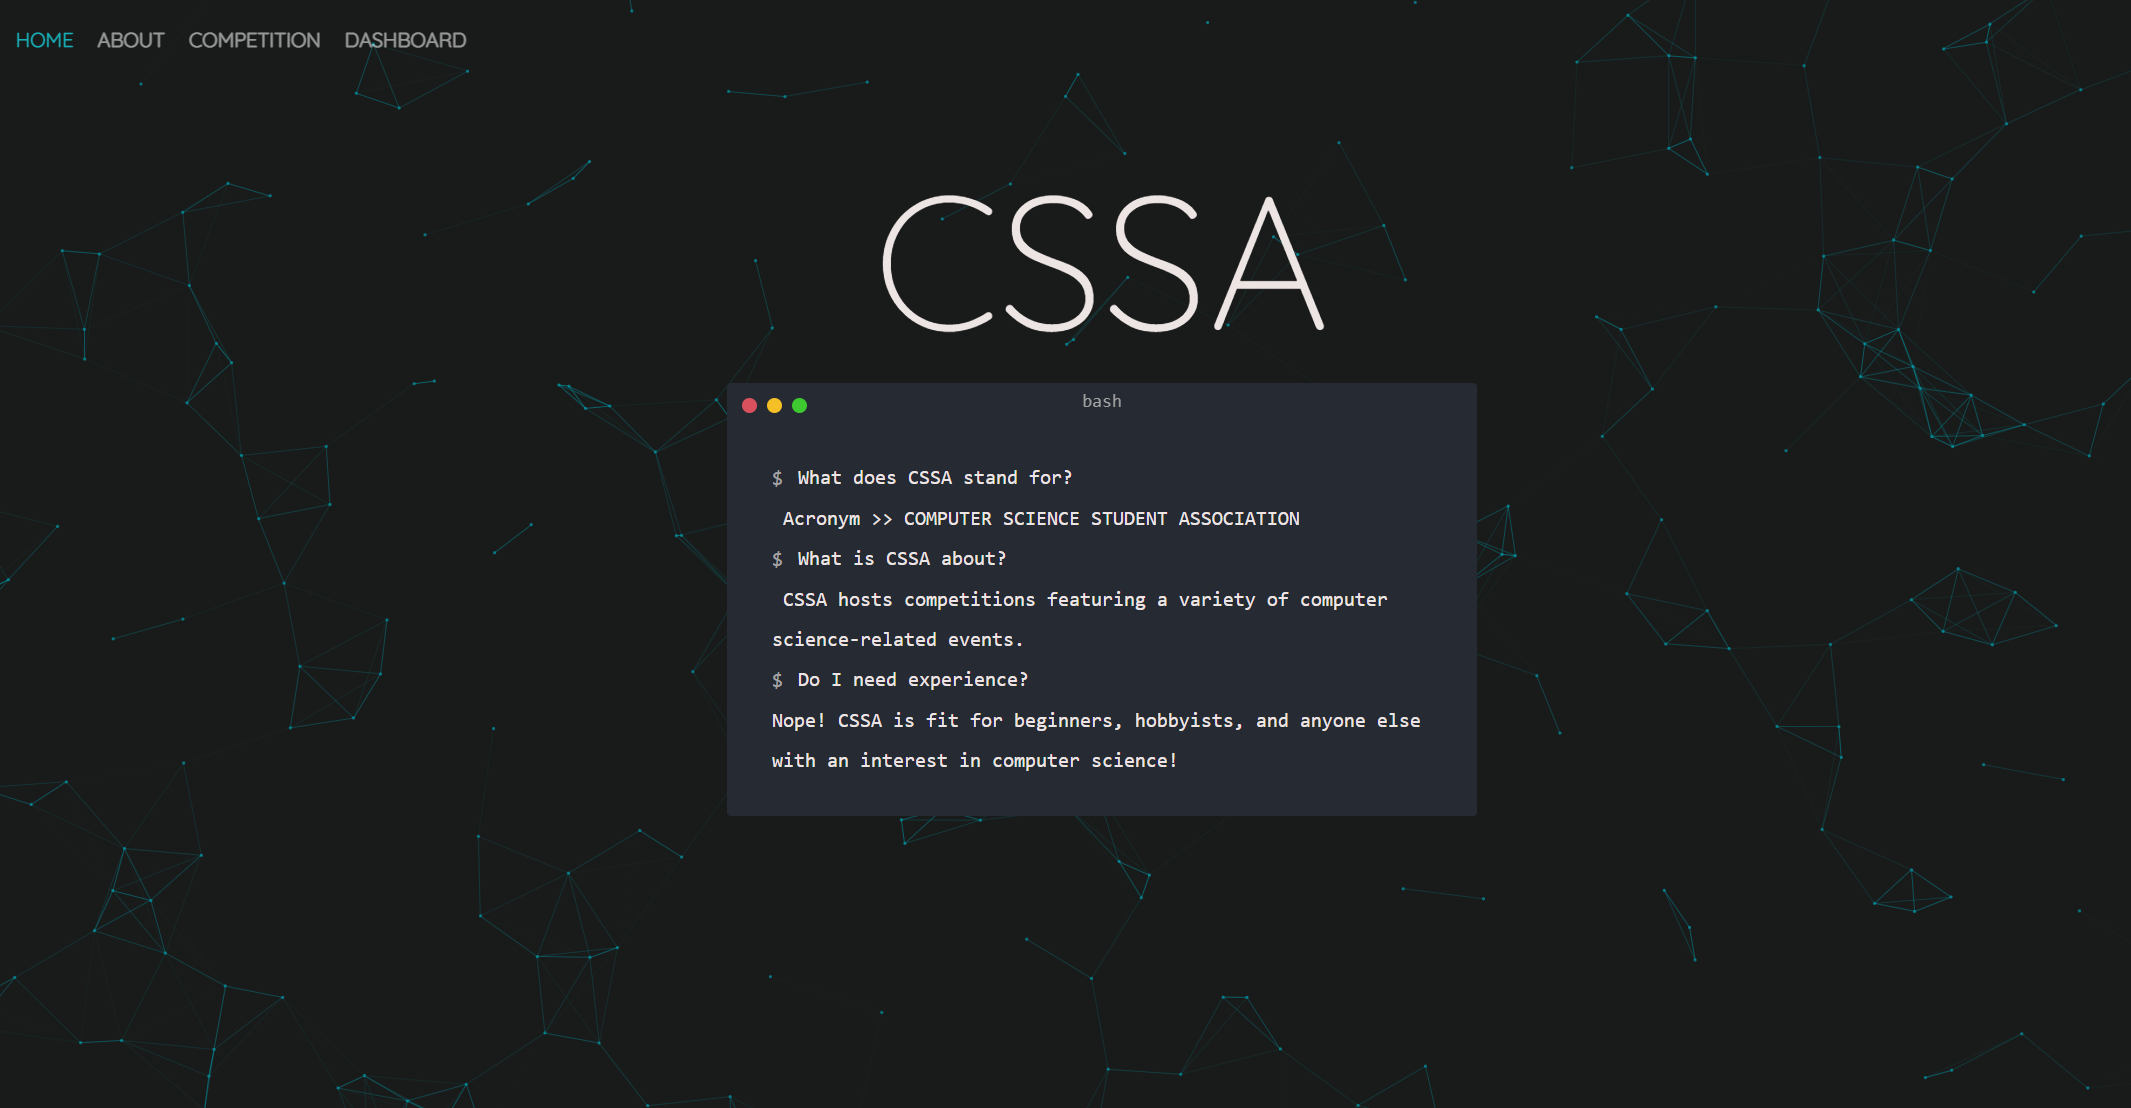 HOME ABOUT COMPETITION DASHBOARD
CSSA
bash
$ What does CSSA stand for?
Acronym >> COMPUTER SCIENCE STUDENT ASSOCIATION
$ What is CSSA about?
CSSA hosts competitions featuring a variety of computer
science-related events.
$ Do I need experience?
Nope! CSSA is fit for beginners, hobbyists, and anyone else
with an interest in computer science!